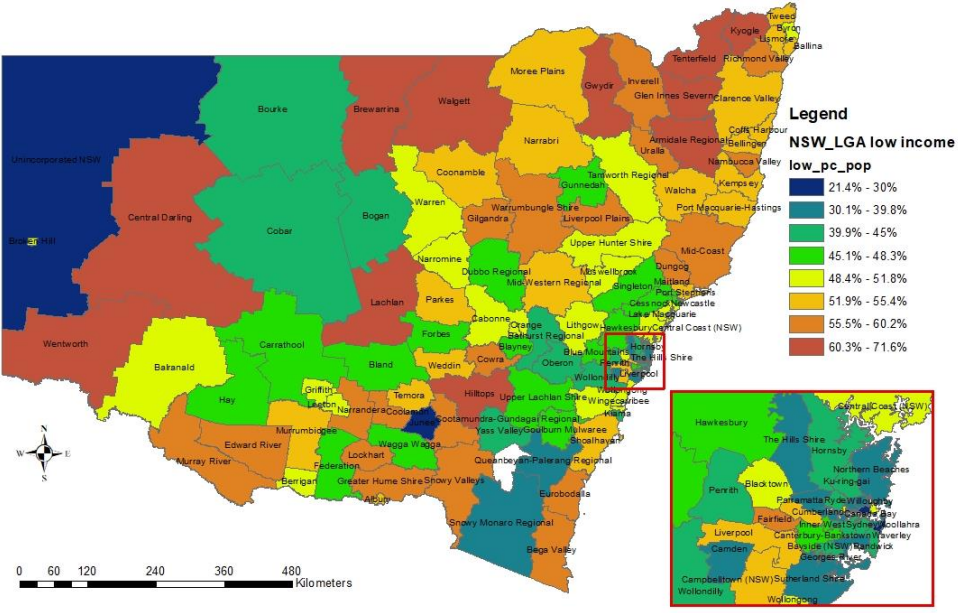 Tweed
Kyogle
Byron
Lismore
Ballina
Tenterfield
Richmond Valley
Moree Plains
Inverell
Gwydir
Glen Innes Severn
Clarence Valley
Bourke
Brewarrina
Walgett
Coffs Harbour
Bellingen
Narrabri
Armidale Regional
Uralla
Nambucca Valley
Unincorporated NSW
Coonamble
Tamworth Regional
Gunnedah
Kempsey
Walcha
Port Macquarie-Hastings
Central Darling
Bogan
Warren
Gilgandra
Warrumbungle Shire
Liverpool Plains
Cobar
Broken Hill
Upper Hunter Shire
Mid-Coast
Narromine
Dubbo Regional
Mid-Western Regional
Muswellbrook
Dungog
Singleton
Maitland
Port Stephens
Lachlan
Parkes
Cessnock
Newcastle
Lake Macquarie
Cabonne
Orange
Lithgow
Hawkesbury
Central Coast (NSW)
Wentworth
Forbes
Bathurst Regional
Blayney
Carrathool
Bland
Weddin
Cowra
Oberon
Blue Mountains
Hornsby
The Hills Shire
Penrith
Liverpool
Balranald
Wollondilly
Hay
Griffith
Leeton
Temora
Hilltops
Upper Lachlan Shire
Wollongong
Wingecarribee
Narrandera
Coolamon
Junee
Cootamundra-Gundagai Regional
Kiama
Murrumbidgee
Yass Valley
Goulburn Mulwaree
Shoalhaven
Edward River
Wagga Wagga
Lockhart
Queanbeyan-Palerang Regional
Murray River
Federation
Berrigan
Greater Hume Shire
Snowy Valleys
Albury
Eurobodalla
Snowy Monaro Regional
Bega Valley
Legend
NSW_LGA low income
low_pc_pop
21.4% - 30%
30.1% - 39.8%
39.9% - 45%
45.1% - 48.3%
48.4% - 51.8%
51.9% - 55.4%
55.5% - 60.2%
60.3% - 71.6%
N
W
E
S
0 60 120 240 360 480
Kilometers
Central Coast (NSW)
Hawkesbury
The Hills Shire
Hornsby
Northern Beaches
Ku-ring-gai
Penrith
Blacktown
Parramatta
Ryde
Willoughby
Cumberland
Canada Bay
Fairfield
Inner West
Sydney
Woollahra
Liverpool
Canterbury-Bankstown
Waverley
Bayside (NSW)
Randwick
Camden
Georges River
Campbelltown (NSW)
Sutherland Shire
Wollondilly
Wollongong